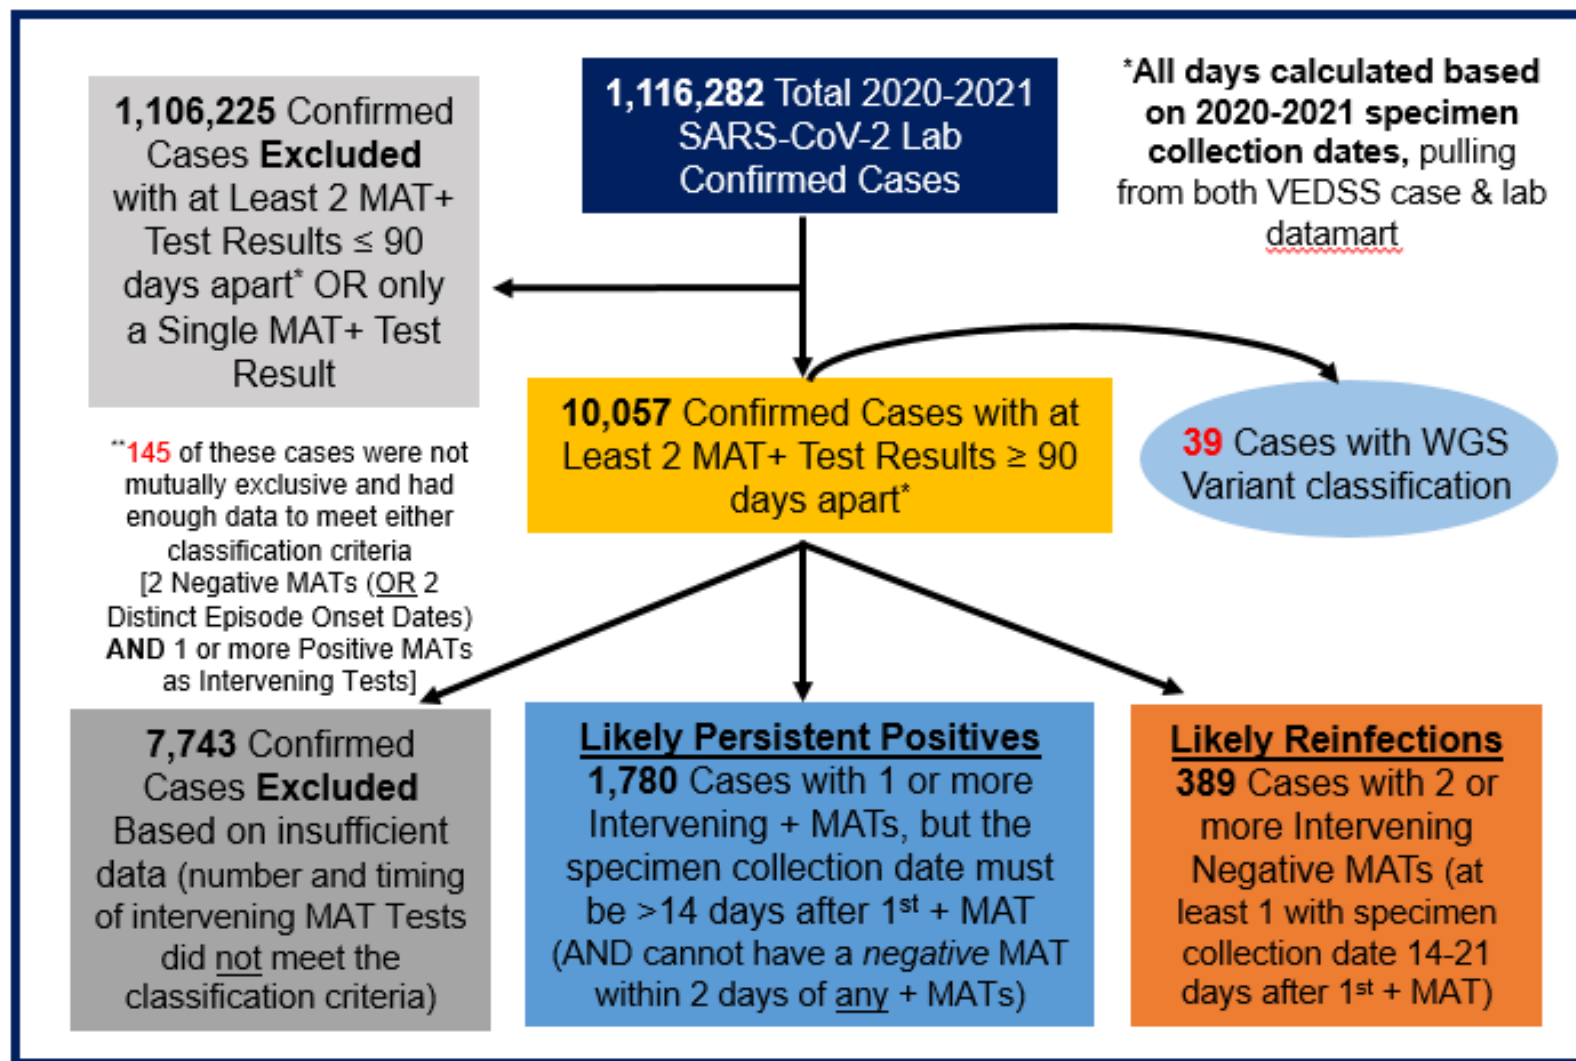 1,116,282 Total 2020-2021
SARS-CoV-2 Lab
Confirmed Cases
*All days calculated based
on 2020-2021 specimen
collection dates, pulling
from both VEDSS case & lab
datamart
1,106,225 Confirmed
Cases Excluded
with at Least 2 MAT+
Test Results ≤ 90
days apart* OR only
a Single MAT+ Test
Result
10,057 Confirmed Cases with at
Least 2 MAT+ Test Results ≥ 90
days apart*
39 Cases with WGS
Variant classification
**145 of these cases were not
mutually exclusive and had
enough data to meet either
classification criteria
[2 Negative MATs (OR 2
Distinct Episode Onset Dates)
AND 1 or more Positive MATs
as Intervening Tests]
7,743 Confirmed
Cases Excluded
Based on insufficient
data (number and timing
of intervening MAT Tests
did not meet the
classification criteria)
Likely Persistent Positives
1,780 Cases with 1 or more
Intervening + MATs, but the
specimen collection date must
be >14 days after 1st + MAT
(AND cannot have a negative MAT
within 2 days of any + MATs)
Likely Reinfections
389 Cases with 2 or
more Intervening
Negative MATs (at
least 1 with specimen
collection date 14-21
days after 1st + MAT)